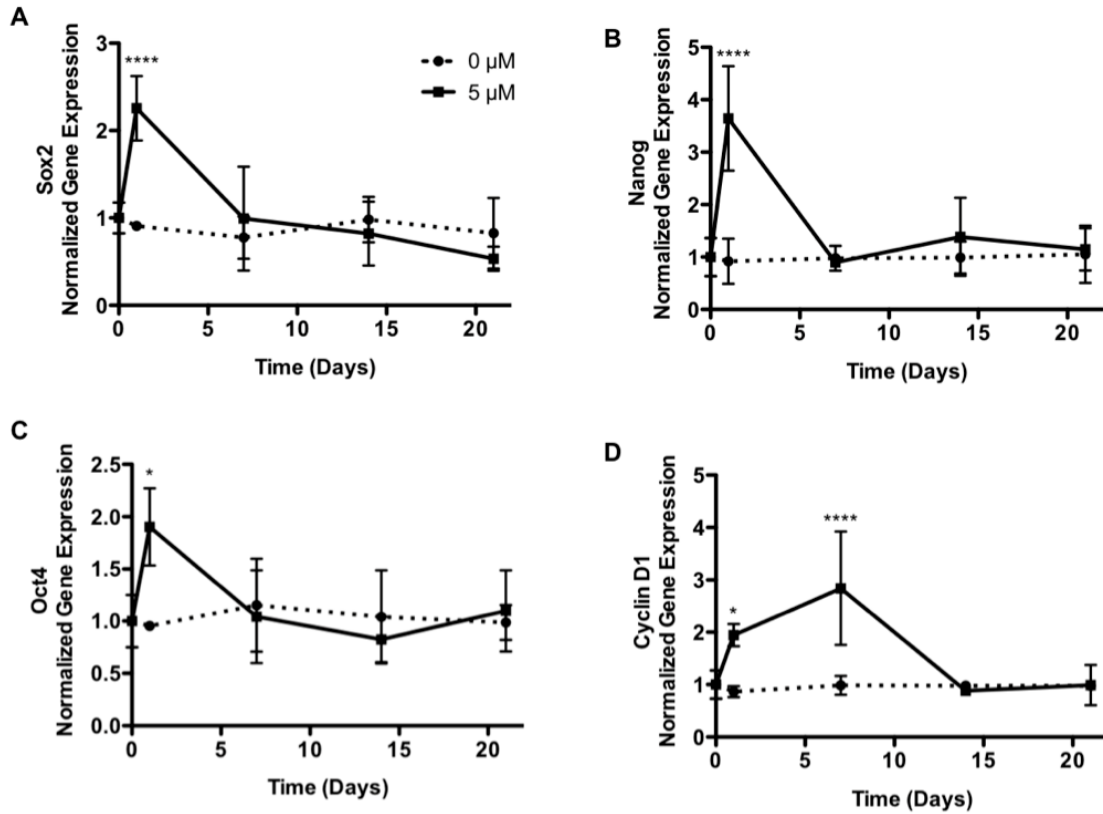 A
Sox2
Normalized Gene Expression
3
2
1
0
****
0 µM
5 µM
0 5 10 15 20
Time (Days)
B
Nanog
Normalized Gene Expression
5
4
3
2
1
0
****
0 5 10 15 20
Time (Days)
C
Oct4
Normalized Gene Expression
2.5
2.0
1.5
1.0
0.5
0.0
*
0 5 10 15 20
Time (Days)
D
Cyclin D1
Normalized Gene Expression
5
4
3
2
1
0
*
****
0 5 10 15 20
Time (Days)